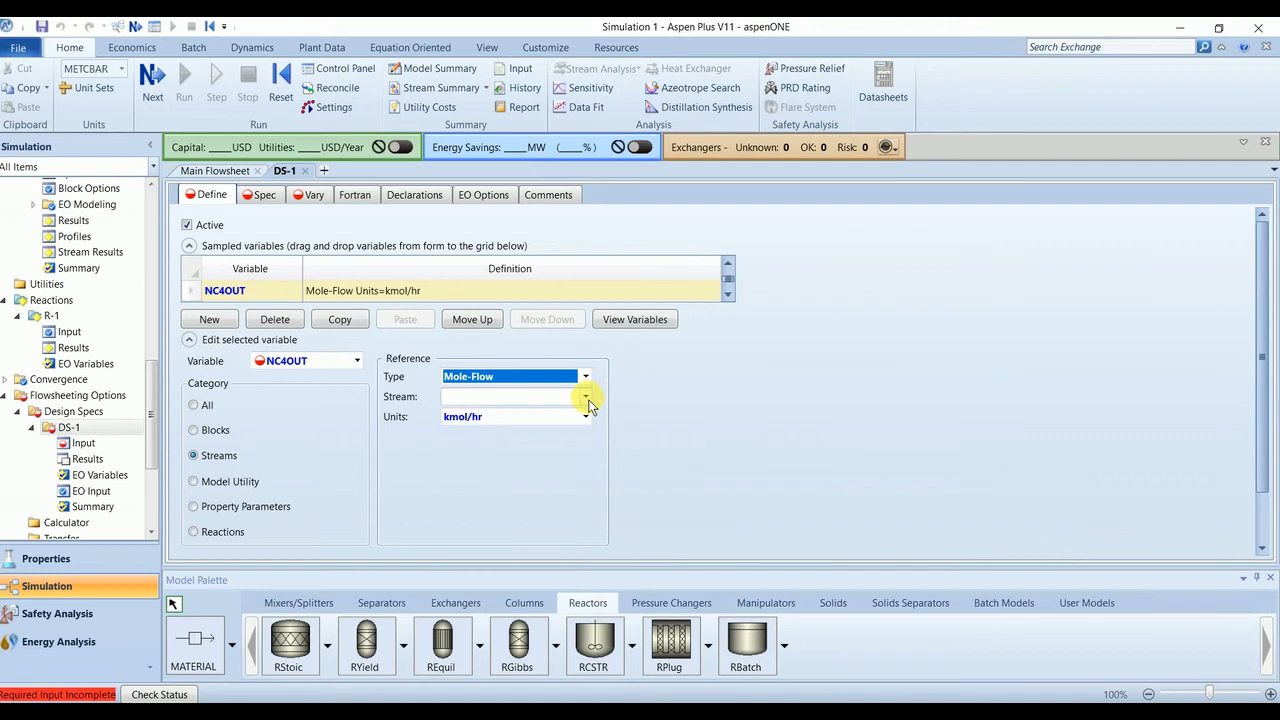 Simulation 1 - Aspen Plus V11 - aspenONE
File Home Economics Batch Dynamics Plant Data Equation Oriented View Customize Resources Search Exchange
Cut METCBAR Control Panel Model Summary Input Stream Analysis Heat Exchanger Pressure Relief
Copy Unit Sets Next Run Step Stop Reset Reconcile Stream Summary History Sensitivity Azeotrope Search PRD Rating Datasheets
Paste Settings Utility Costs Report Data Fit Distillation Synthesis Flare System
Clipboard Units Run Summary Analysis Safety Analysis
Simulation
Capital: ____USD Utilities: ____USD/Year Energy Savings: ____MW (____%) Exchangers - Unknown: 0 OK: 0 Risk: 0
All Items
Main Flowsheet DS-1
Block Options
EO Modeling
Results
Profiles
Stream Results
Summary
Utilities
Reactions
R-1
Input
Results
EO Variables
Convergence
Flowsheeting Options
Design Specs
DS-1
Input
Results
EO Variables
EO Input
Summary
Calculator
Properties
Simulation
Safety Analysis
Energy Analysis
Define Spec Vary Fortran Declarations EO Options Comments
Active
Sampled variables (drag and drop variables from form to the grid below)
Variable Definition
NC4OUT Mole-Flow Units=kmol/hr
New Delete Copy Paste Move Up Move Down View Variables
Edit selected variable
Variable NC4OUT
Category
All
Blocks
Streams
Model Utility
Property Parameters
Reactions
Reference
Type Mole-Flow
Stream:
Units: kmol/hr
Model Palette
Mixers/Splitters Separators Exchangers Columns Reactors Pressure Changers Manipulators Solids Solids Separators Batch Models User Models
MATERIAL RStoic RYield REquil RGibbs RCSTR RPlug RBatch
Required Input Incomplete Check Status 100%